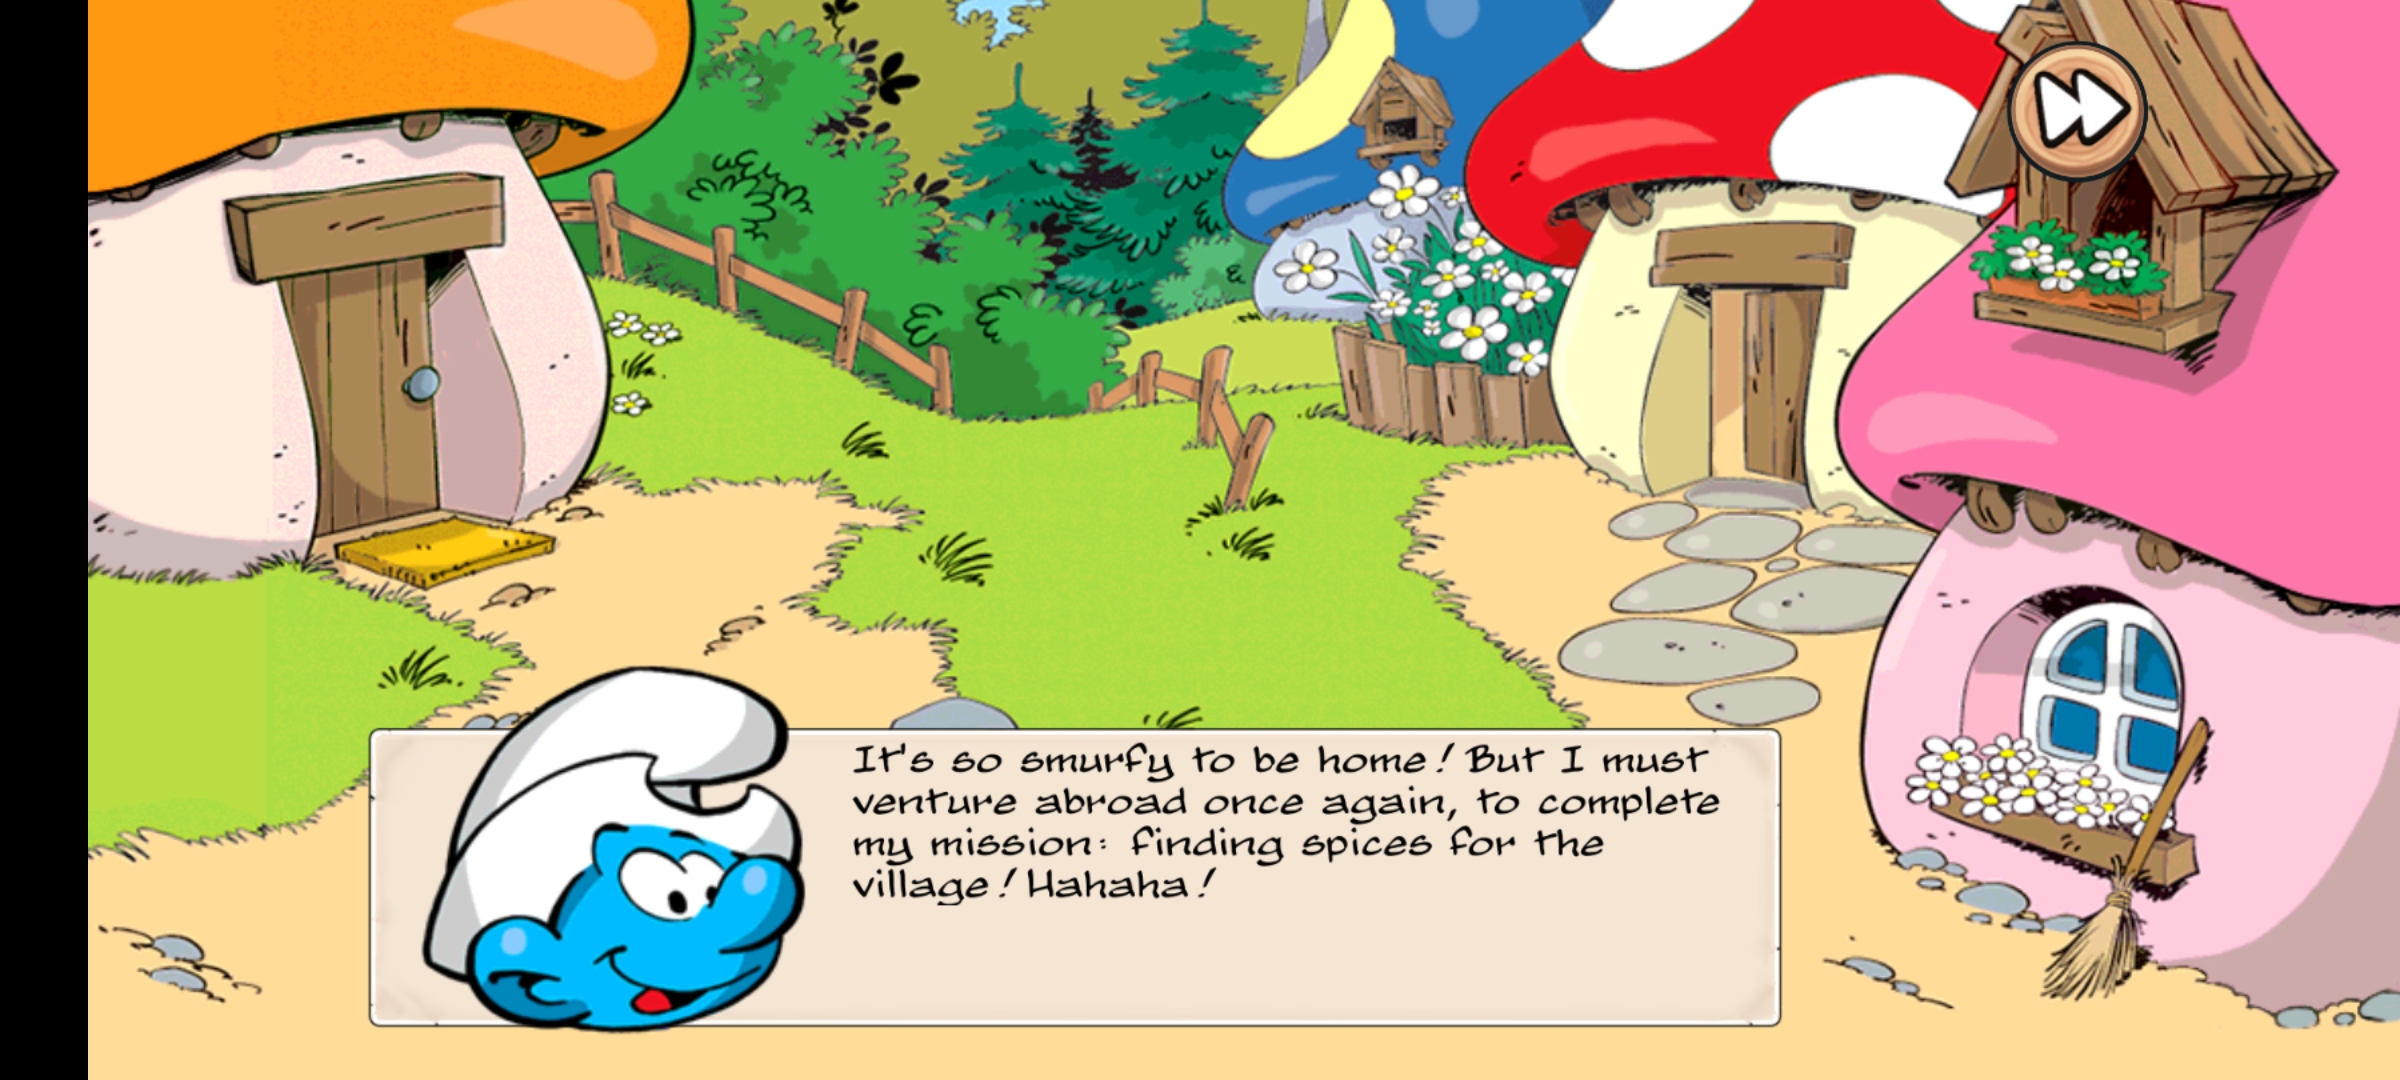 It's so smurfy to be home! But I must
venture abroad once again, to complete
my mission: finding spices for the
village! Hahaha!